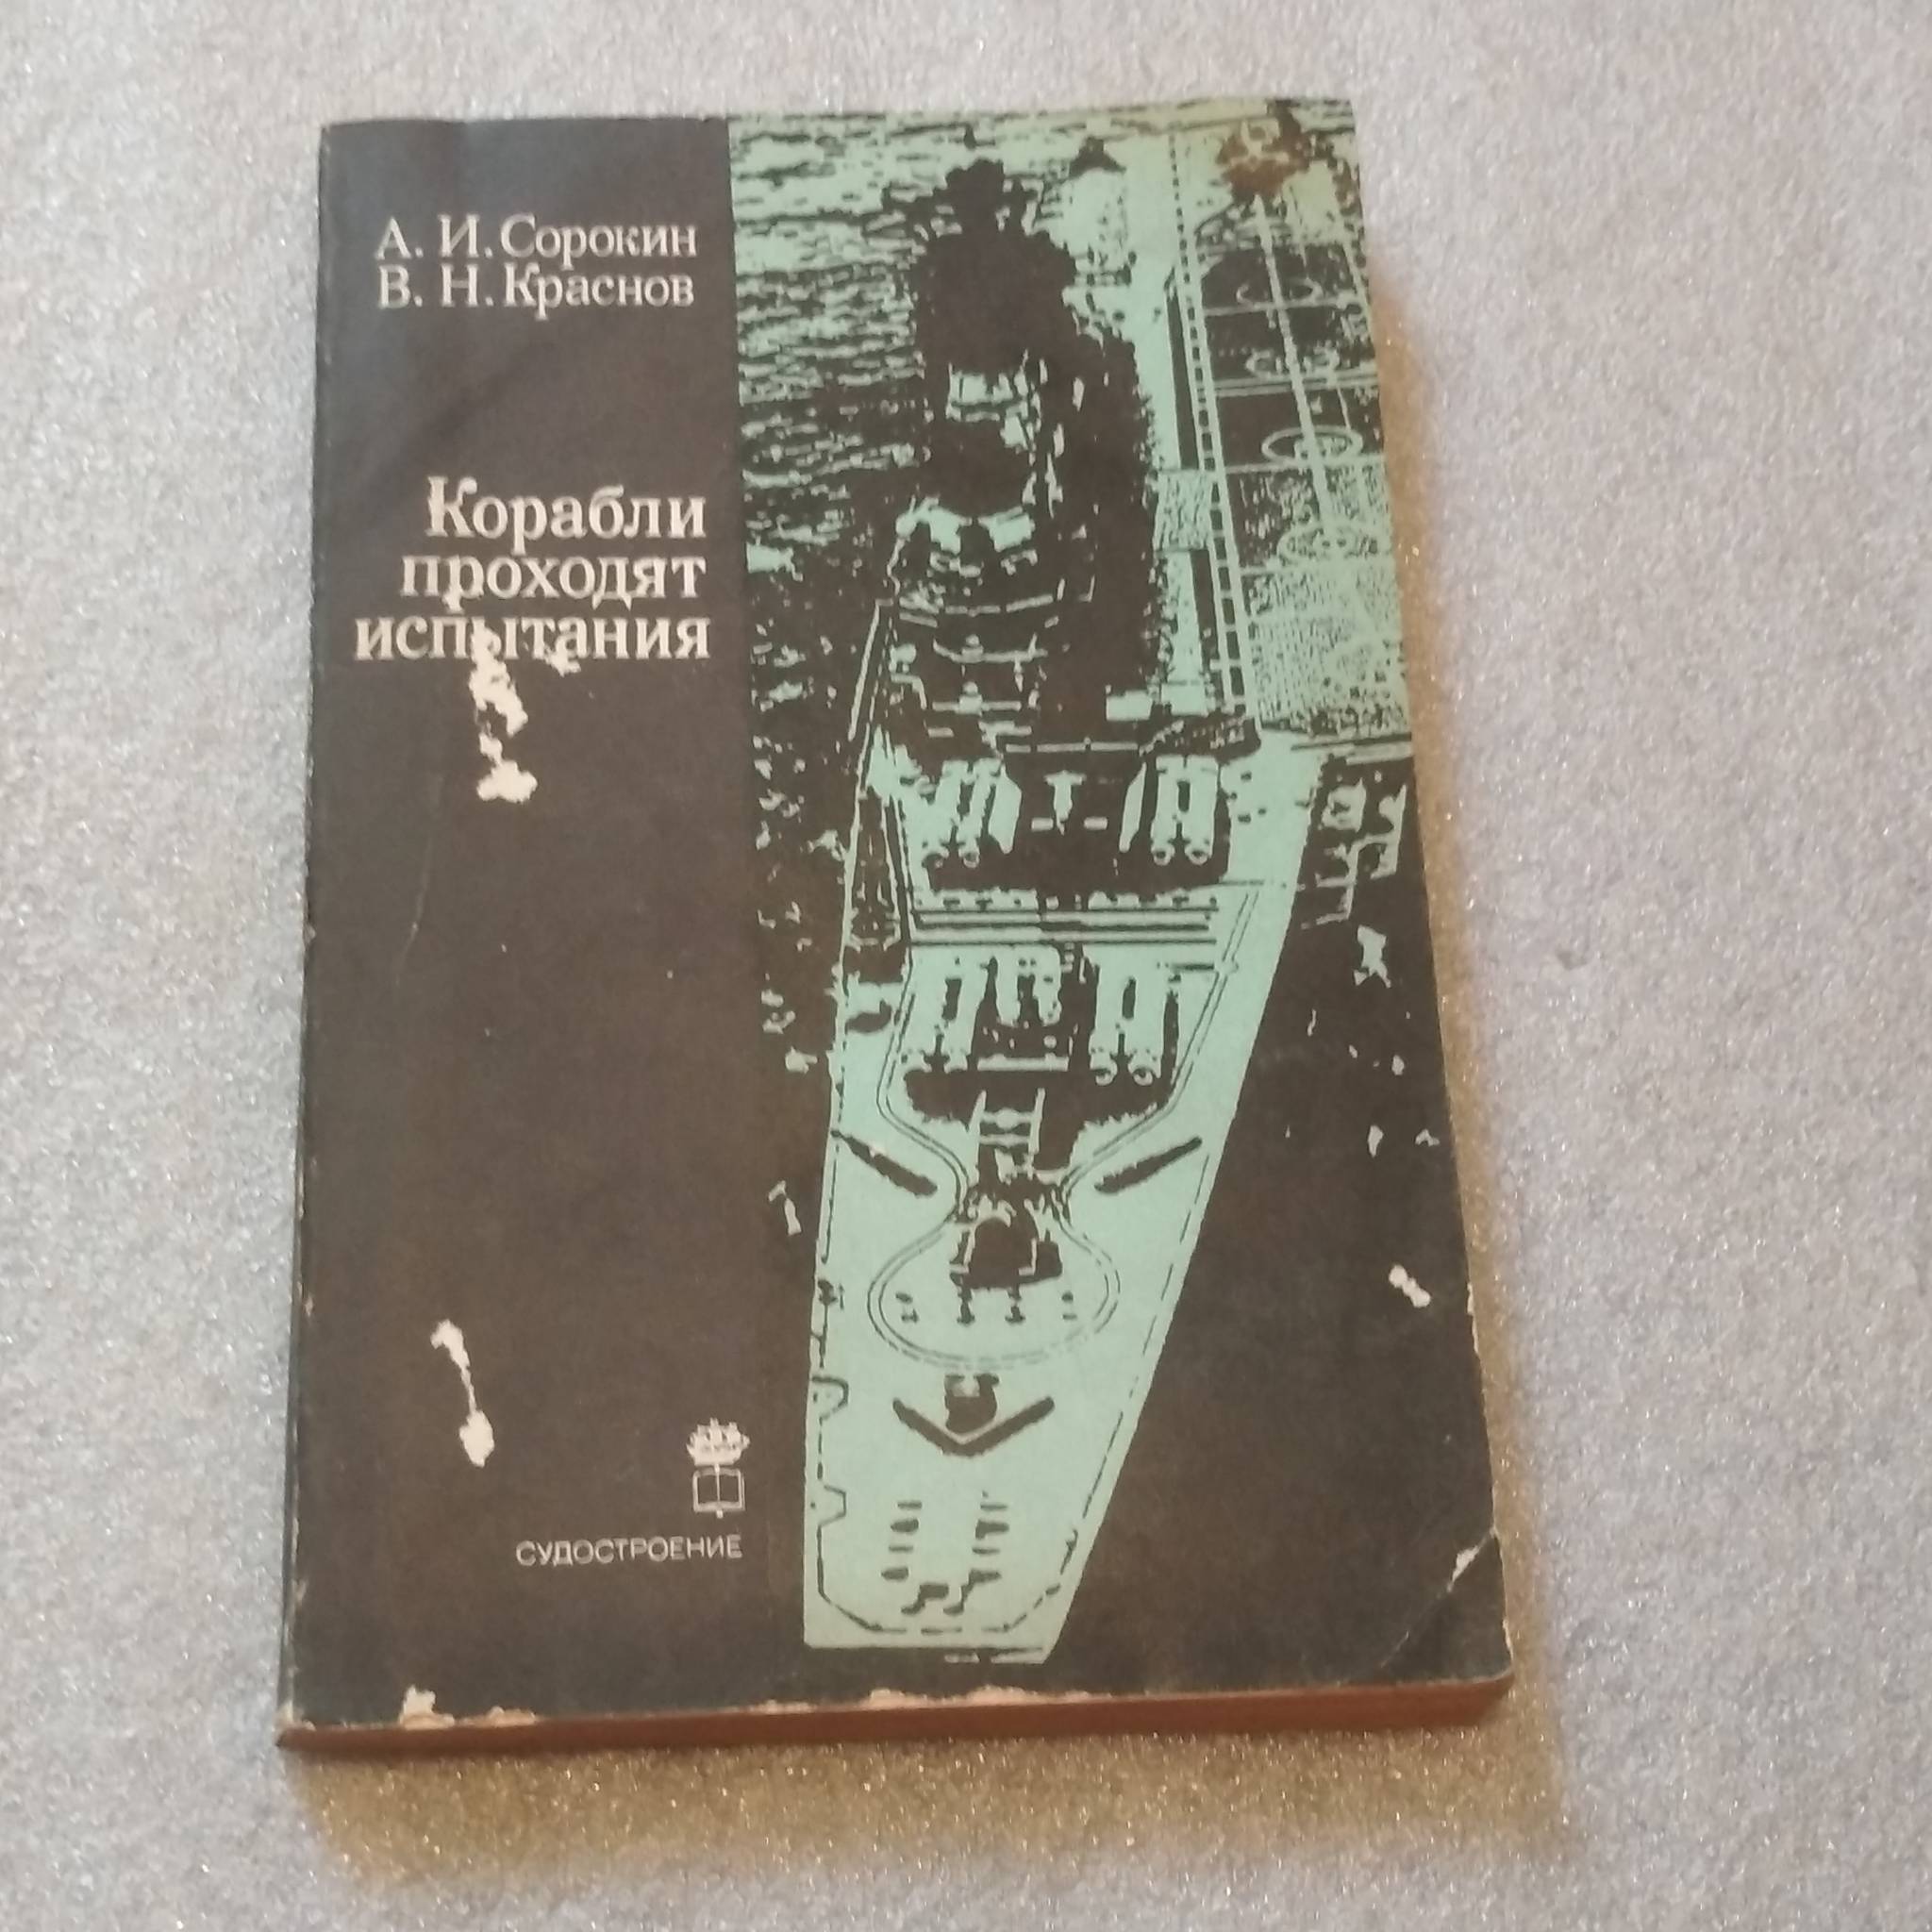 А. И. Сорокин
В. Н. Краснов
Корабли
проходят
испытания
СУДОСТРОЕНИЕ